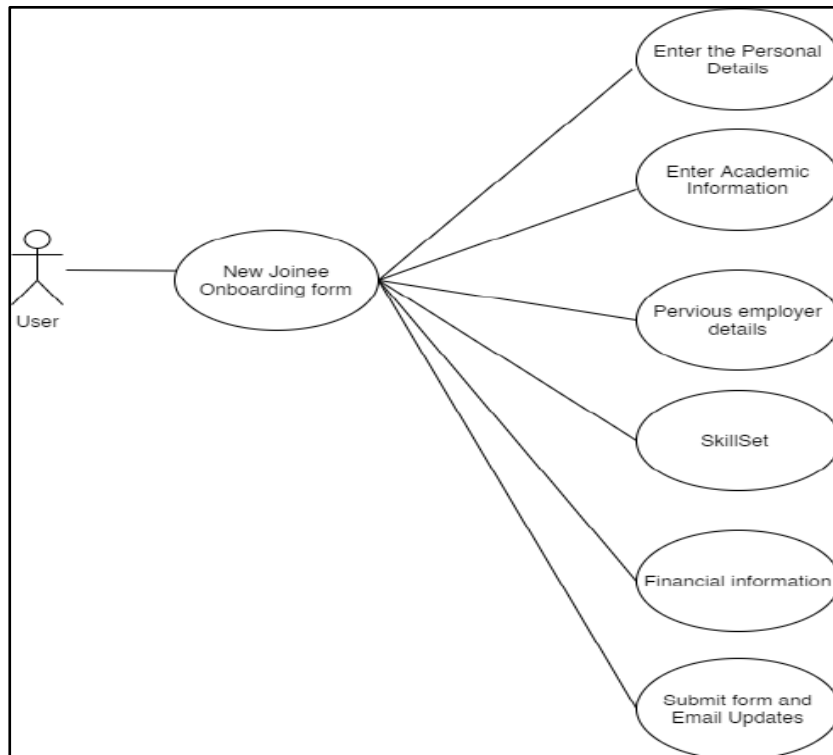 Enter the Personal
Details
Enter Academic
Information
New Joinee
Onboarding form
User
Pervious employer
details
SkillSet
Financial information
Submit form and
Email Updates